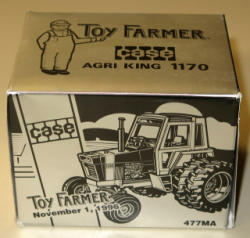 TOY FARMER
CASE
AGRI KING 1170
CASE
TOY FARMER
November 1, 1996
477MA